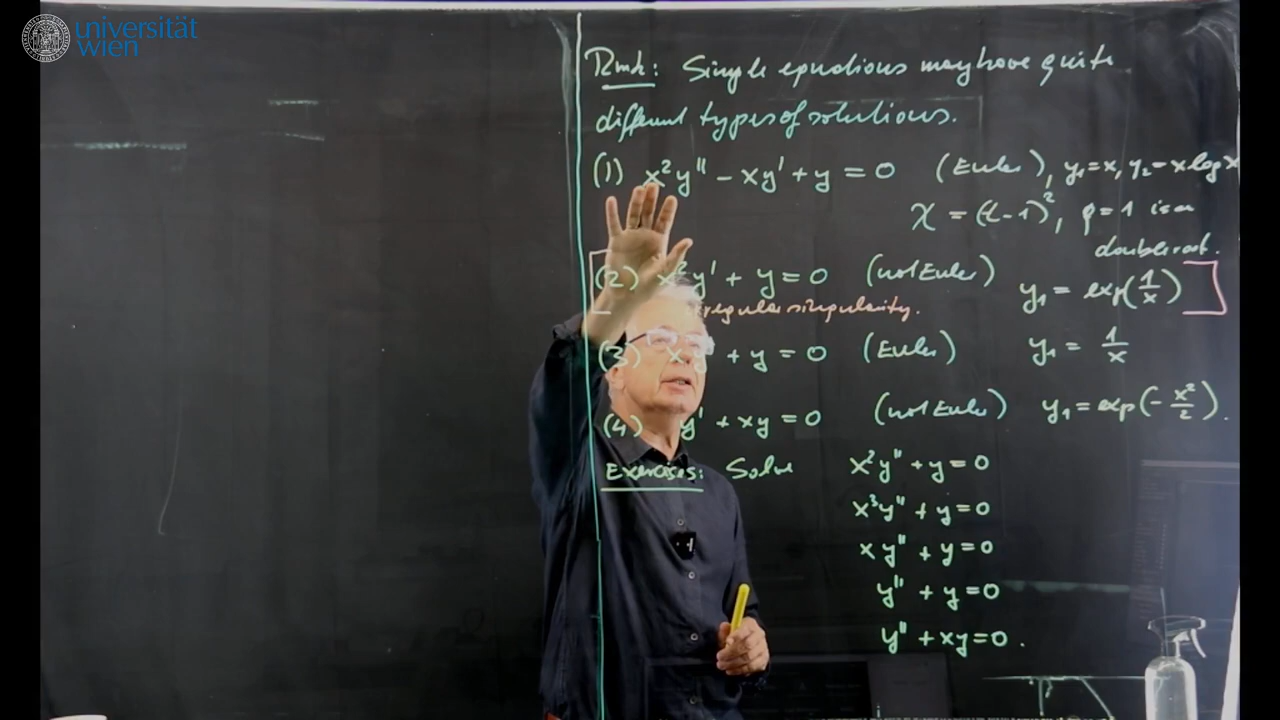 universität
wien
Rmk: Simple equations may have quite
different types of solutions.
(1) x²y" - xy' + y = 0 (Euler), y₁ = x, y₂ = x log x
χ = (t-1)², ρ = 1 is a
double root.
(2) x²y' + y = 0 (not Euler) y₁ = exp(1/x)
regular singularity.
(3) x + y = 0 (Euler) y₁ = 1/x
(4) y' + xy = 0 (not Euler) y₁ = exp(-x²/2).
Exercises: Solve x²y" + y = 0
x³y" + y = 0
xy" + y = 0
y" + y = 0
y" + xy = 0.